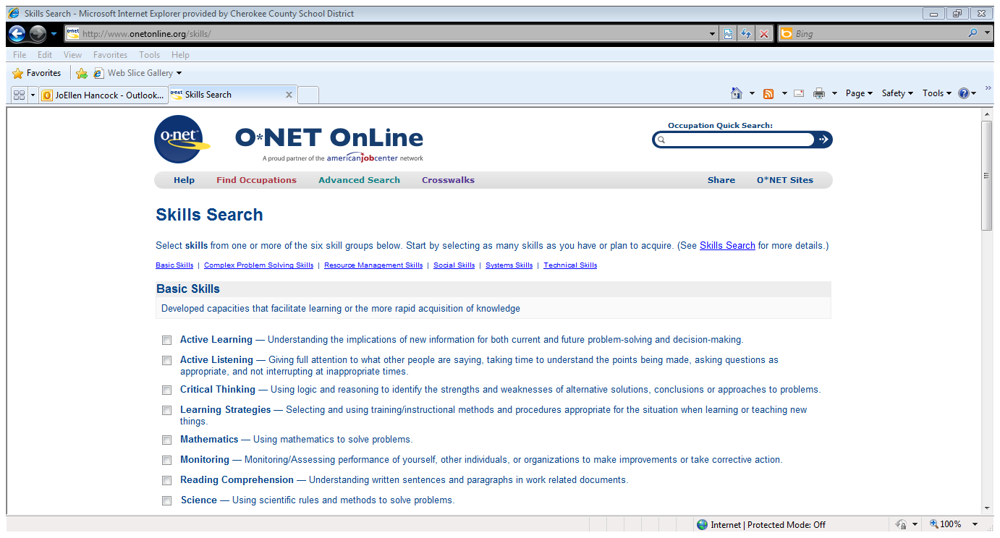 Skills Search - Microsoft Internet Explorer provided by Cherokee County School District
http://www.onetonline.org/skills/
Bing
File Edit View Favorites Tools Help
Favorites Web Slice Gallery
JoEllen Hancock - Outlook... Skills Search x Page Safety Tools
o·net O*NET OnLine
A proud partner of the americanjobcenter network
Occupation Quick Search:
Help Find Occupations Advanced Search Crosswalks Share O*NET Sites
Skills Search
Select skills from one or more of the six skill groups below. Start by selecting as many skills as you have or plan to acquire. (See Skills Search for more details.)
Basic Skills | Complex Problem Solving Skills | Resource Management Skills | Social Skills | Systems Skills | Technical Skills
Basic Skills
Developed capacities that facilitate learning or the more rapid acquisition of knowledge
Active Learning — Understanding the implications of new information for both current and future problem-solving and decision-making.
Active Listening — Giving full attention to what other people are saying, taking time to understand the points being made, asking questions as
appropriate, and not interrupting at inappropriate times.
Critical Thinking — Using logic and reasoning to identify the strengths and weaknesses of alternative solutions, conclusions or approaches to problems.
Learning Strategies — Selecting and using training/instructional methods and procedures appropriate for the situation when learning or teaching new
things.
Mathematics — Using mathematics to solve problems.
Monitoring — Monitoring/Assessing performance of yourself, other individuals, or organizations to make improvements or take corrective action.
Reading Comprehension — Understanding written sentences and paragraphs in work related documents.
Science — Using scientific rules and methods to solve problems.
Internet | Protected Mode: Off 100%